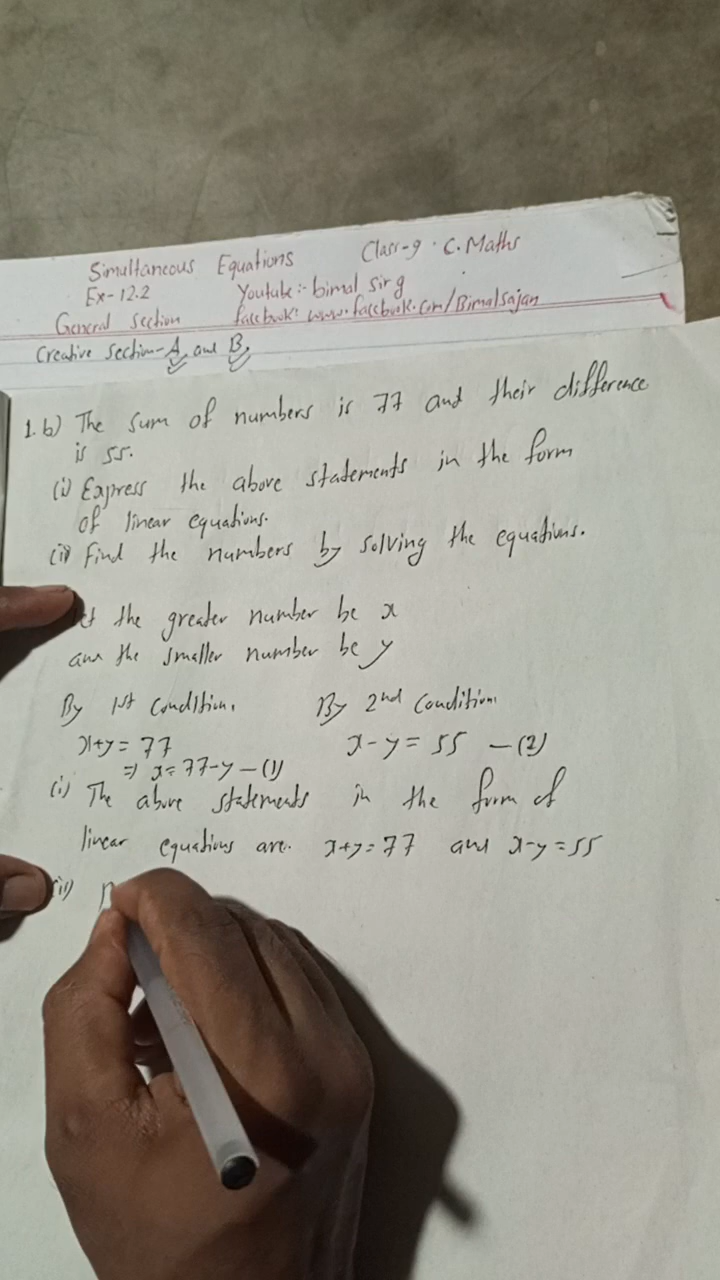 Simultaneous Equations Class-9 C. Maths
Ex-12.2 Youtube:- bimal sir g
General Section facebook: www.facebook.com/Bimalsajan
Creative section-A and B.
1. b) The sum of numbers is 77 and their difference
is 55.
(i) Express the above statements in the form
of linear equations.
(ii) Find the numbers by solving the equations.
the greater number be x
and the smaller number be y
By 1st Condition, By 2nd Condition
x+y = 77 x-y = 55 -(2)
⇒ x=77-y-(1)
(i) The above statements in the form of
linear equations are. x+y=77 and x-y=55
(ii)